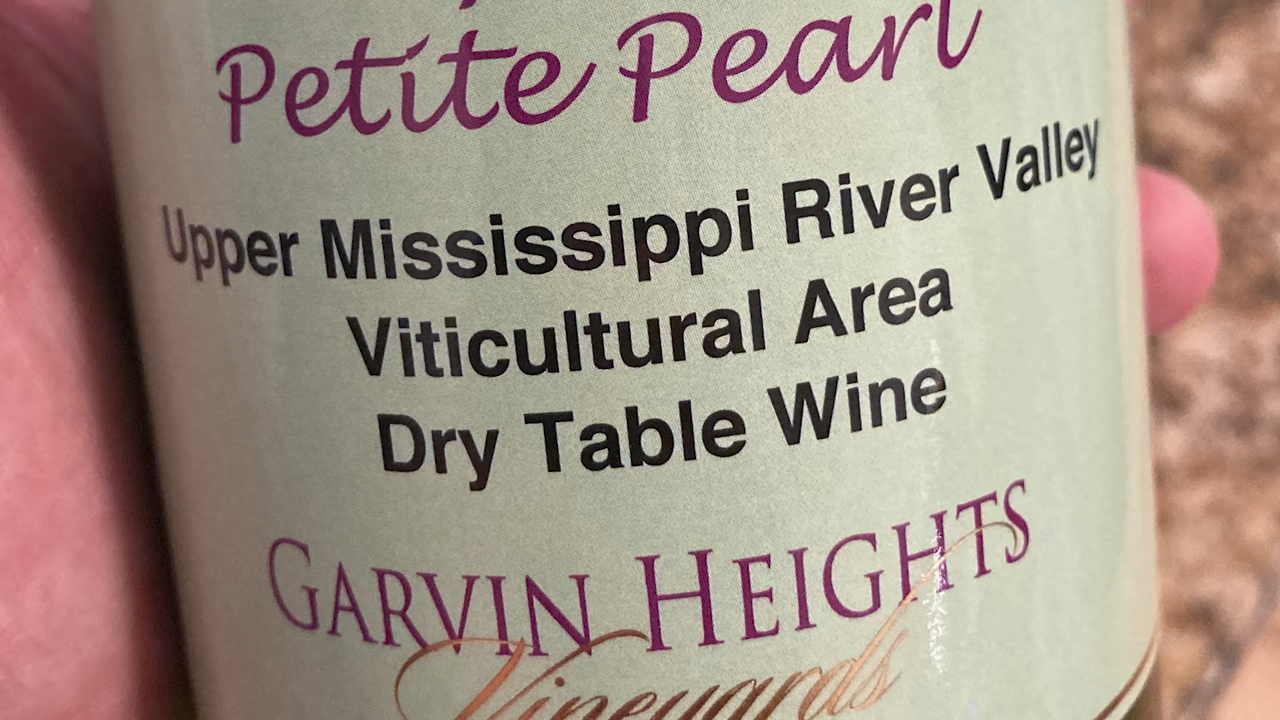 Petite Pearl
Upper Mississippi River Valley
Viticultural Area
Dry Table Wine
GARVIN HEIGHTS
Vineyards